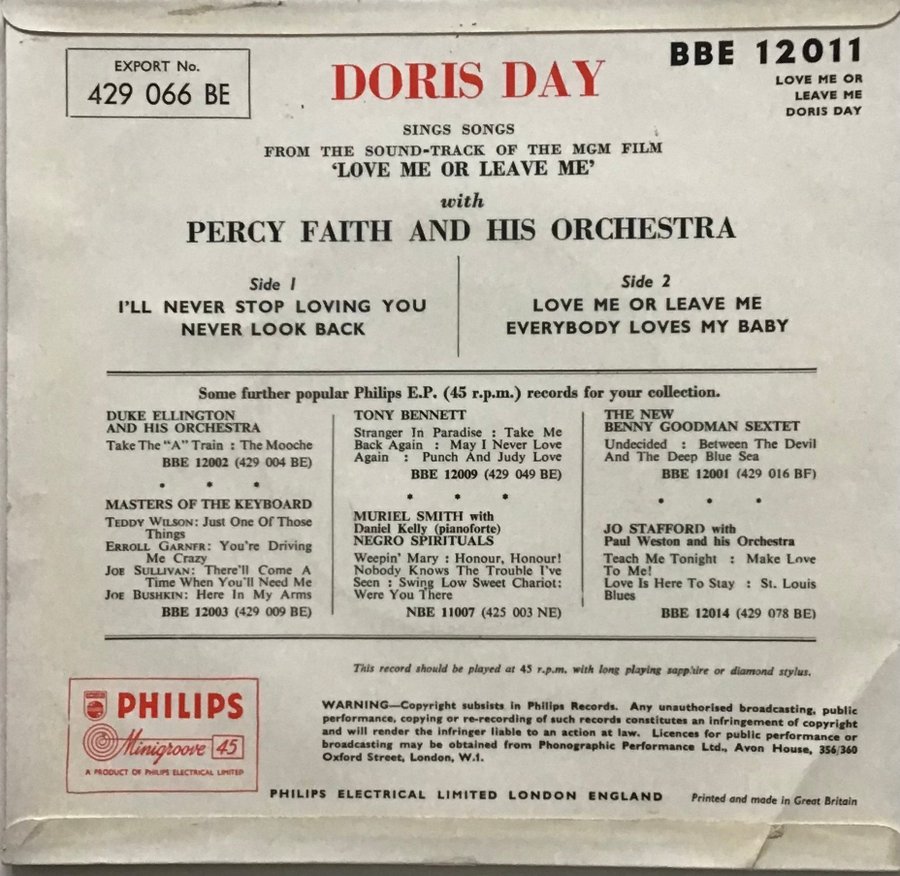 EXPORT No.
429 066 BE
DORIS DAY
BBE 12011
LOVE ME OR
LEAVE ME
DORIS DAY
SINGS SONGS
FROM THE SOUND-TRACK OF THE MGM FILM
‘LOVE ME OR LEAVE ME’
with
PERCY FAITH AND HIS ORCHESTRA
Side 1
I'LL NEVER STOP LOVING YOU
NEVER LOOK BACK
Side 2
LOVE ME OR LEAVE ME
EVERYBODY LOVES MY BABY
Some further popular Philips E.P. (45 r.p.m.) records for your collection.
DUKE ELLINGTON
AND HIS ORCHESTRA
Take The "A" Train : The Mooche
BBE 12002 (429 004 BE)
* * *
MASTERS OF THE KEYBOARD
TEDDY WILSON: Just One Of Those
Things
ERROLL GARNER: You're Driving
Me Crazy
JOE SULLIVAN: There'll Come A
Time When You'll Need Me
JOE BUSHKIN: Here In My Arms
BBE 12003 (429 009 BE)
TONY BENNETT
Stranger In Paradise : Take Me
Back Again : May I Never Love
Again : Punch And Judy Love
BBE 12009 (429 049 BE)
* * *
MURIEL SMITH with
Daniel Kelly (pianoforte)
NEGRO SPIRITUALS
Weepin' Mary : Honour, Honour!
Nobody Knows The Trouble I've
Seen : Swing Low Sweet Chariot:
Were You There
NBE 11007 (425 003 NE)
THE NEW
BENNY GOODMAN SEXTET
Undecided : Between The Devil
And The Deep Blue Sea
BBE 12001 (429 016 BF)
* * *
JO STAFFORD with
Paul Weston and his Orchestra
Teach Me Tonight : Make Love
To Me!
Love Is Here To Stay : St. Louis
Blues
BBE 12014 (429 078 BE)
This record should be played at 45 r.p.m. with long playing sapphire or diamond stylus.
PHILIPS
PHILIPS
Minigroove 45
A PRODUCT OF PHILIPS ELECTRICAL LIMITED
WARNING—Copyright subsists in Philips Records. Any unauthorised broadcasting, public
performance, copying or re-recording of such records constitutes an infringement of copyright
and will render the infringer liable to an action at law. Licences for public performance or
broadcasting may be obtained from Phonographic Performance Ltd., Avon House, 356/360
Oxford Street, London, W.1.
PHILIPS ELECTRICAL LIMITED LONDON ENGLAND
Printed and made in Great Britain